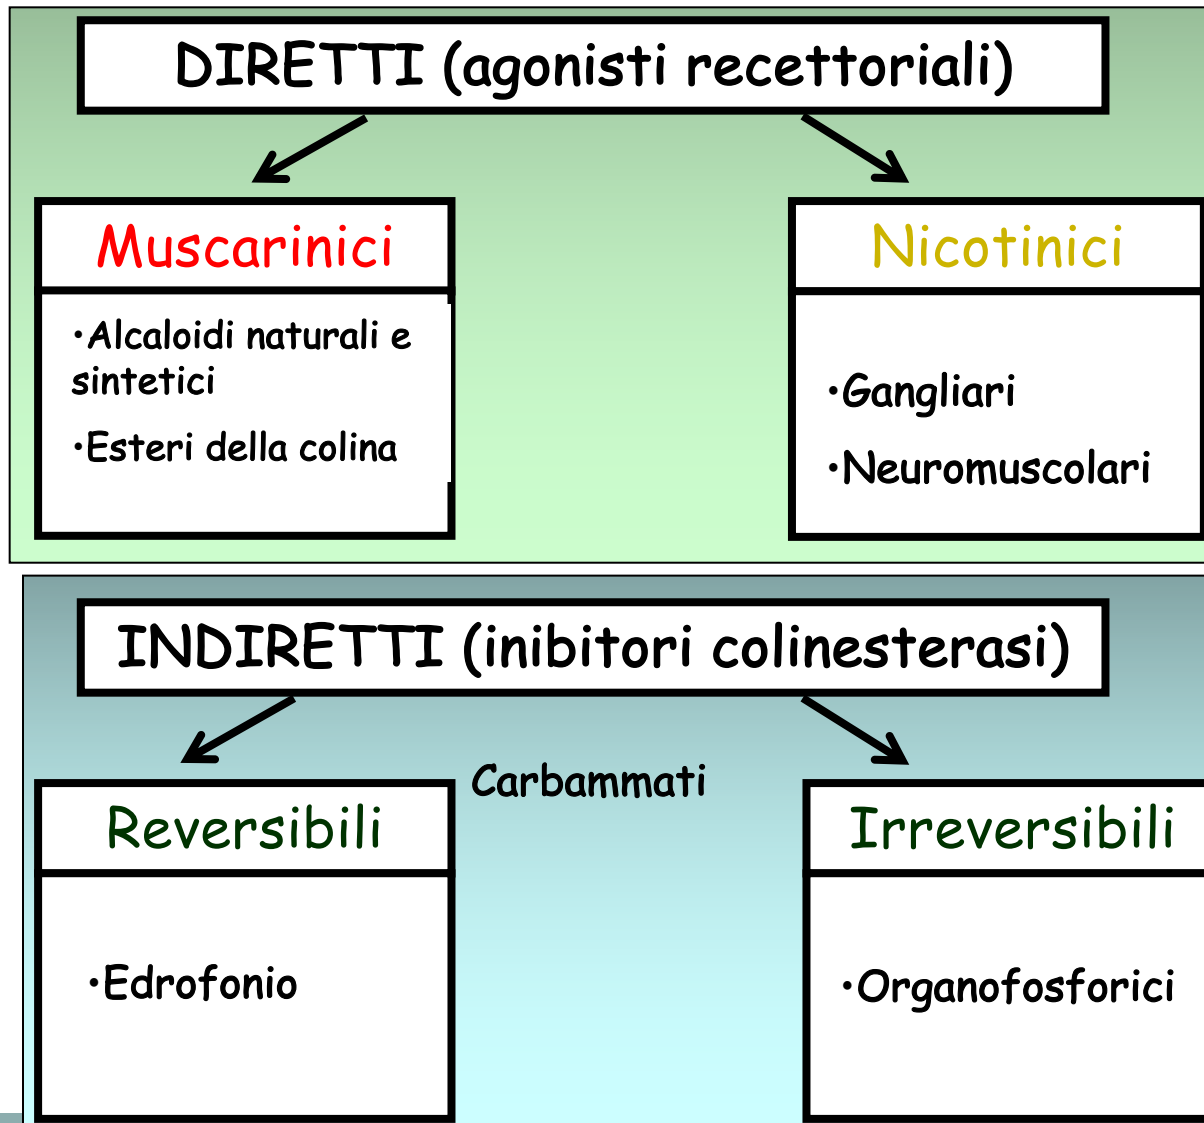 DIRETTI (agonisti recettoriali)
Muscarinici
•Alcaloidi naturali e
sintetici
•Esteri della colina
Nicotinici
•Gangliari
•Neuromuscolari
INDIRETTI (inibitori colinesterasi)
Carbammati
Reversibili
•Edrofonio
Irreversibili
•Organofosforici